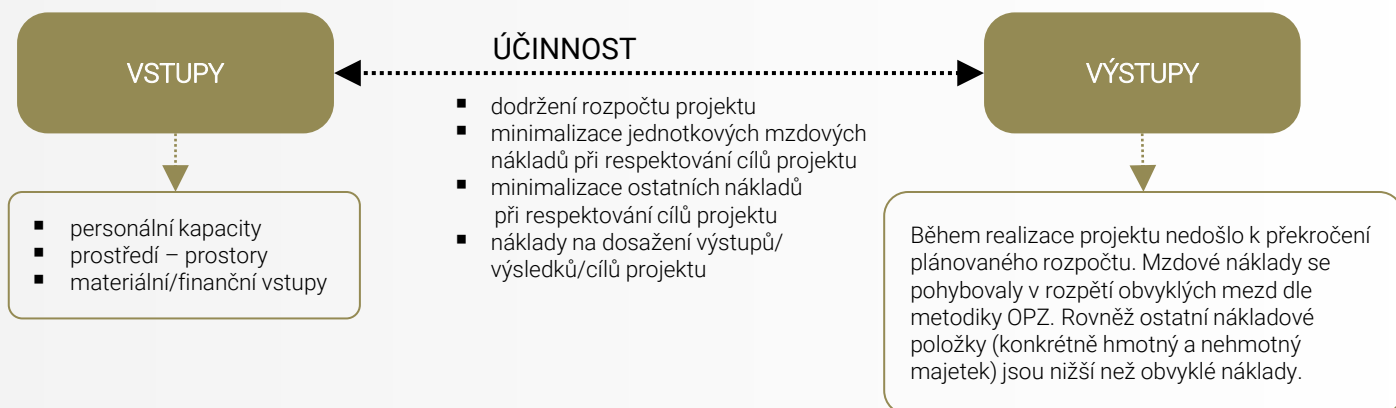 VSTUPY
ÚČINNOST
VÝSTUPY
▪ dodržení rozpočtu projektu
▪ minimalizace jednotkových mzdových
nákladů při respektování cílů projektu
▪ minimalizace ostatních nákladů
při respektování cílů projektu
▪ náklady na dosažení výstupů/
výsledků/cílů projektu
▪ personální kapacity
▪ prostředí – prostory
▪ materiální/finanční vstupy
Během realizace projektu nedošlo k překročení
plánovaného rozpočtu. Mzdové náklady se
pohybovaly v rozpětí obvyklých mezd dle
metodiky OPZ. Rovněž ostatní nákladové
položky (konkrétně hmotný a nehmotný
majetek) jsou nižší než obvyklé náklady.